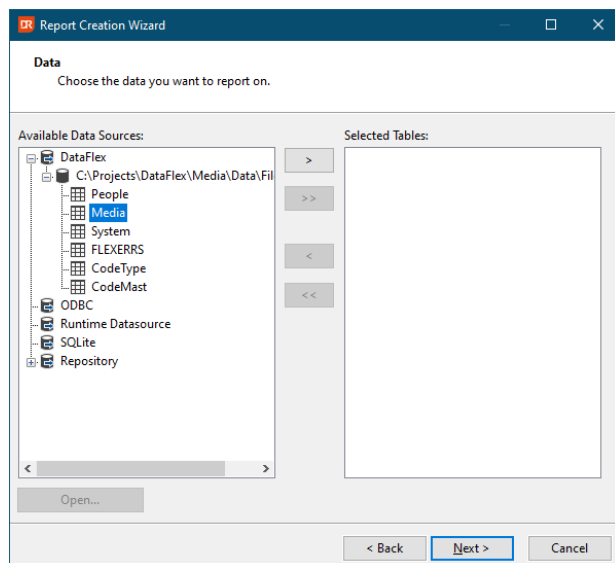 DR Report Creation Wizard
Data
Choose the data you want to report on.
Available Data Sources:
Selected Tables:
DataFlex
C:\Projects\DataFlex\Media\Data\Fil
People
Media
System
FLEXERRS
CodeType
CodeMast
ODBC
Runtime Datasource
SQLite
Repository
>
>>
<
<<
Open...
< Back
Next >
Cancel